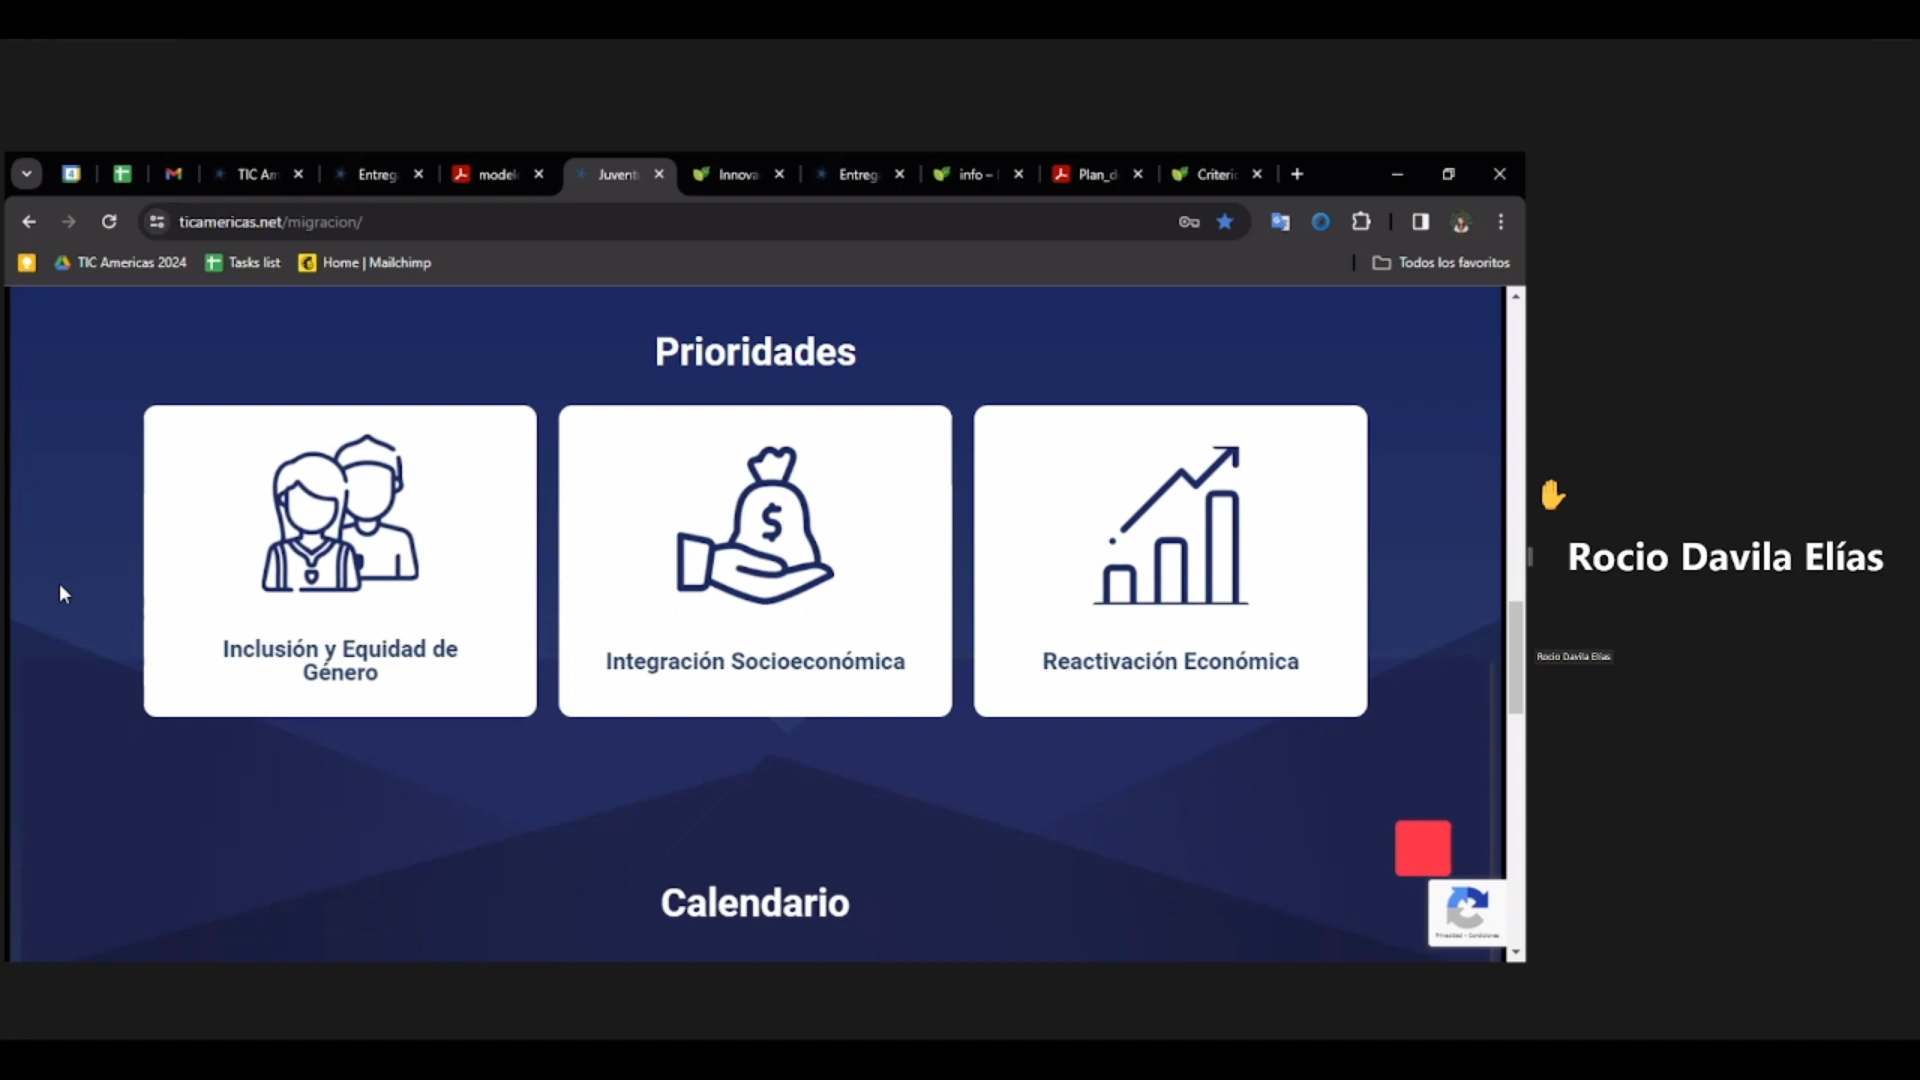 TIC Am
Entreg
model
Juvent
Innova
Entreg
info –
Plan_d
Criteri
ticamericas.net/migracion/
TIC Americas 2024
Tasks list
Home | Mailchimp
Todos los favoritos
Prioridades
Inclusión y Equidad de
Género
Integración Socioeconómica
Reactivación Económica
Calendario
Privacidad - Condiciones
Rocio Davila Elías
Rocio Davila Elías